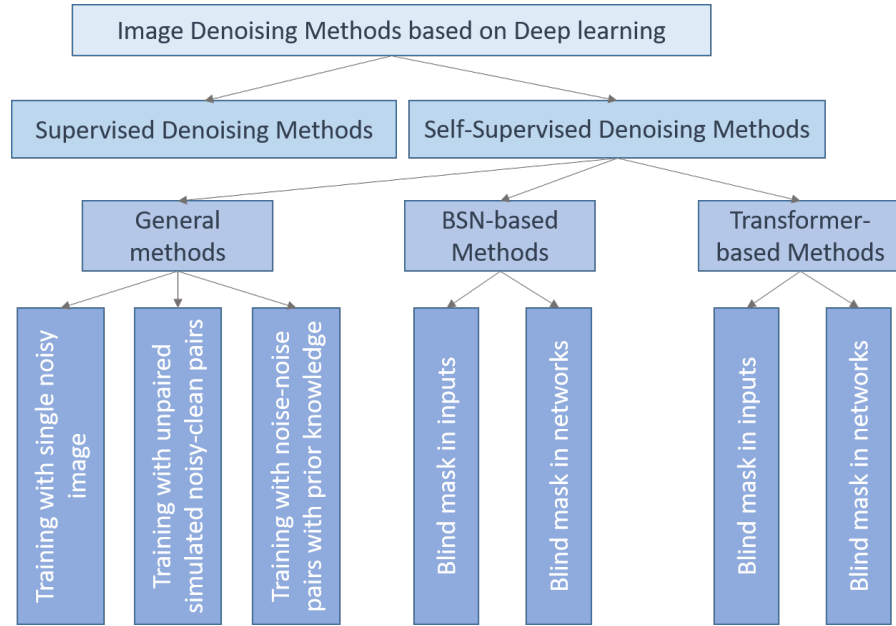 Image Denoising Methods based on Deep learning
Supervised Denoising Methods
Self-Supervised Denoising Methods
General
methods
BSN-based
Methods
Transformer-
based Methods
Training with single noisy
image
Training with unpaired
simulated noisy-clean pairs
Training with noise-noise
pairs with prior knowledge
Blind mask in inputs
Blind mask in networks
Blind mask in inputs
Blind mask in networks